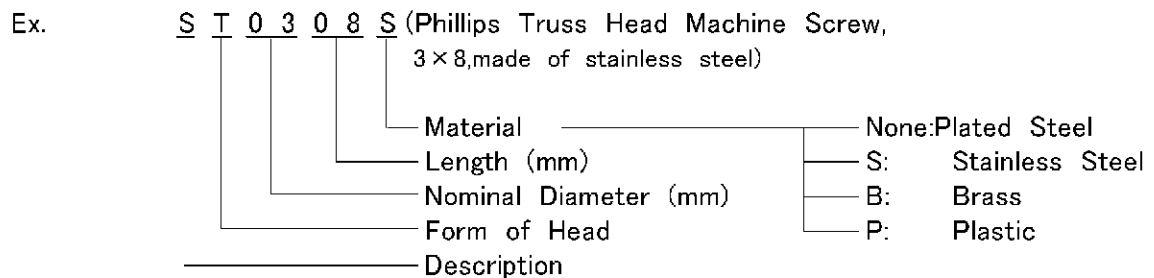 Ex. S T 0 3 0 8 S (Phillips Truss Head Machine Screw,
3×8,made of stainless steel)
Material None:Plated Steel
Length (mm) S: Stainless Steel
Nominal Diameter (mm) B: Brass
Form of Head P: Plastic
Description